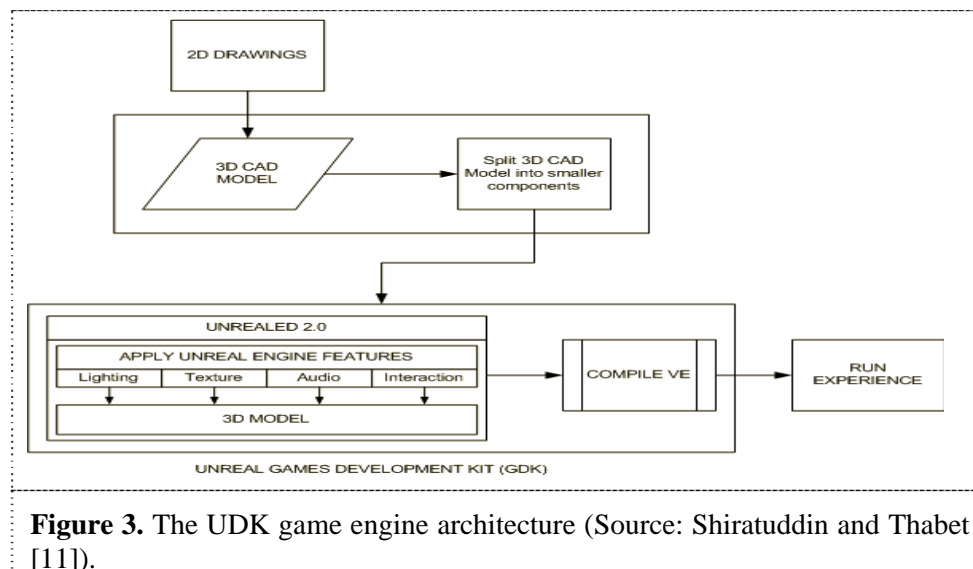 2D DRAWINGS
3D CAD
MODEL
Split 3D CAD
Model into smaller
components
UNREALED 2.0
APPLY UNREAL ENGINE FEATURES
Lighting Texture Audio Interaction
3D MODEL
COMPILE VE
RUN
EXPERIENCE
UNREAL GAMES DEVELOPMENT KIT (GDK)
Figure 3. The UDK game engine architecture (Source: Shiratuddin and Thabet
[11]).